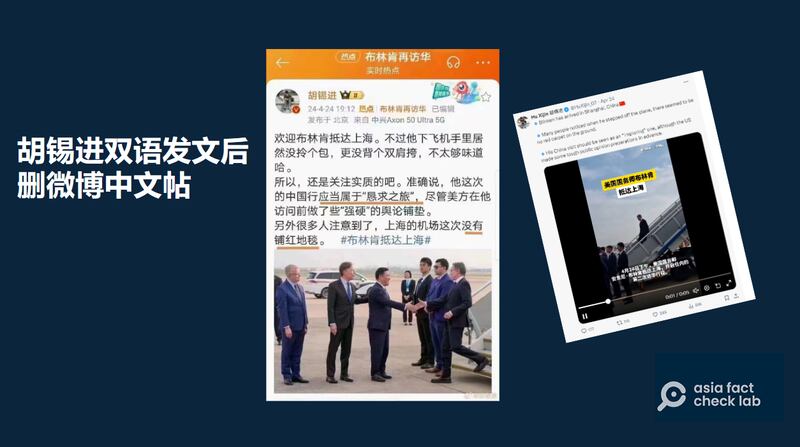 胡锡进双语发文后
删微博中文帖
热点
布林肯再访华
实时热点
胡锡进
24-4-24 19:12 热点·布林肯再访华 已编辑
发布于 北京 来自 中兴Axon 50 Ultra 5G
欢迎布林肯抵达上海。不过他下飞机手里居
然没拎个包,更没背个双肩挎,不太够味道
哈。
所以,还是关注实质的吧。准确说,他这次
的中国行应当属于“恳求之旅”,尽管美方在他
访问前做了些“强硬”的舆论铺垫。
另外很多人注意到了,上海的机场这次没有
铺红地毯。 #布林肯抵达上海#
Hu Xijin 胡锡进
@HuXijin_GT · Apr 24
Blinken has arrived in Shanghai, China
Many people noticed when he stepped off the plane, there seemed to be
no red carpet on the ground.
His China visit should be seen as an "imploring" one, although the US
made some tough public opinion preparations in advance.
美国国务卿布林肯
抵达上海
0:01 / 0:05
asia fact
check lab